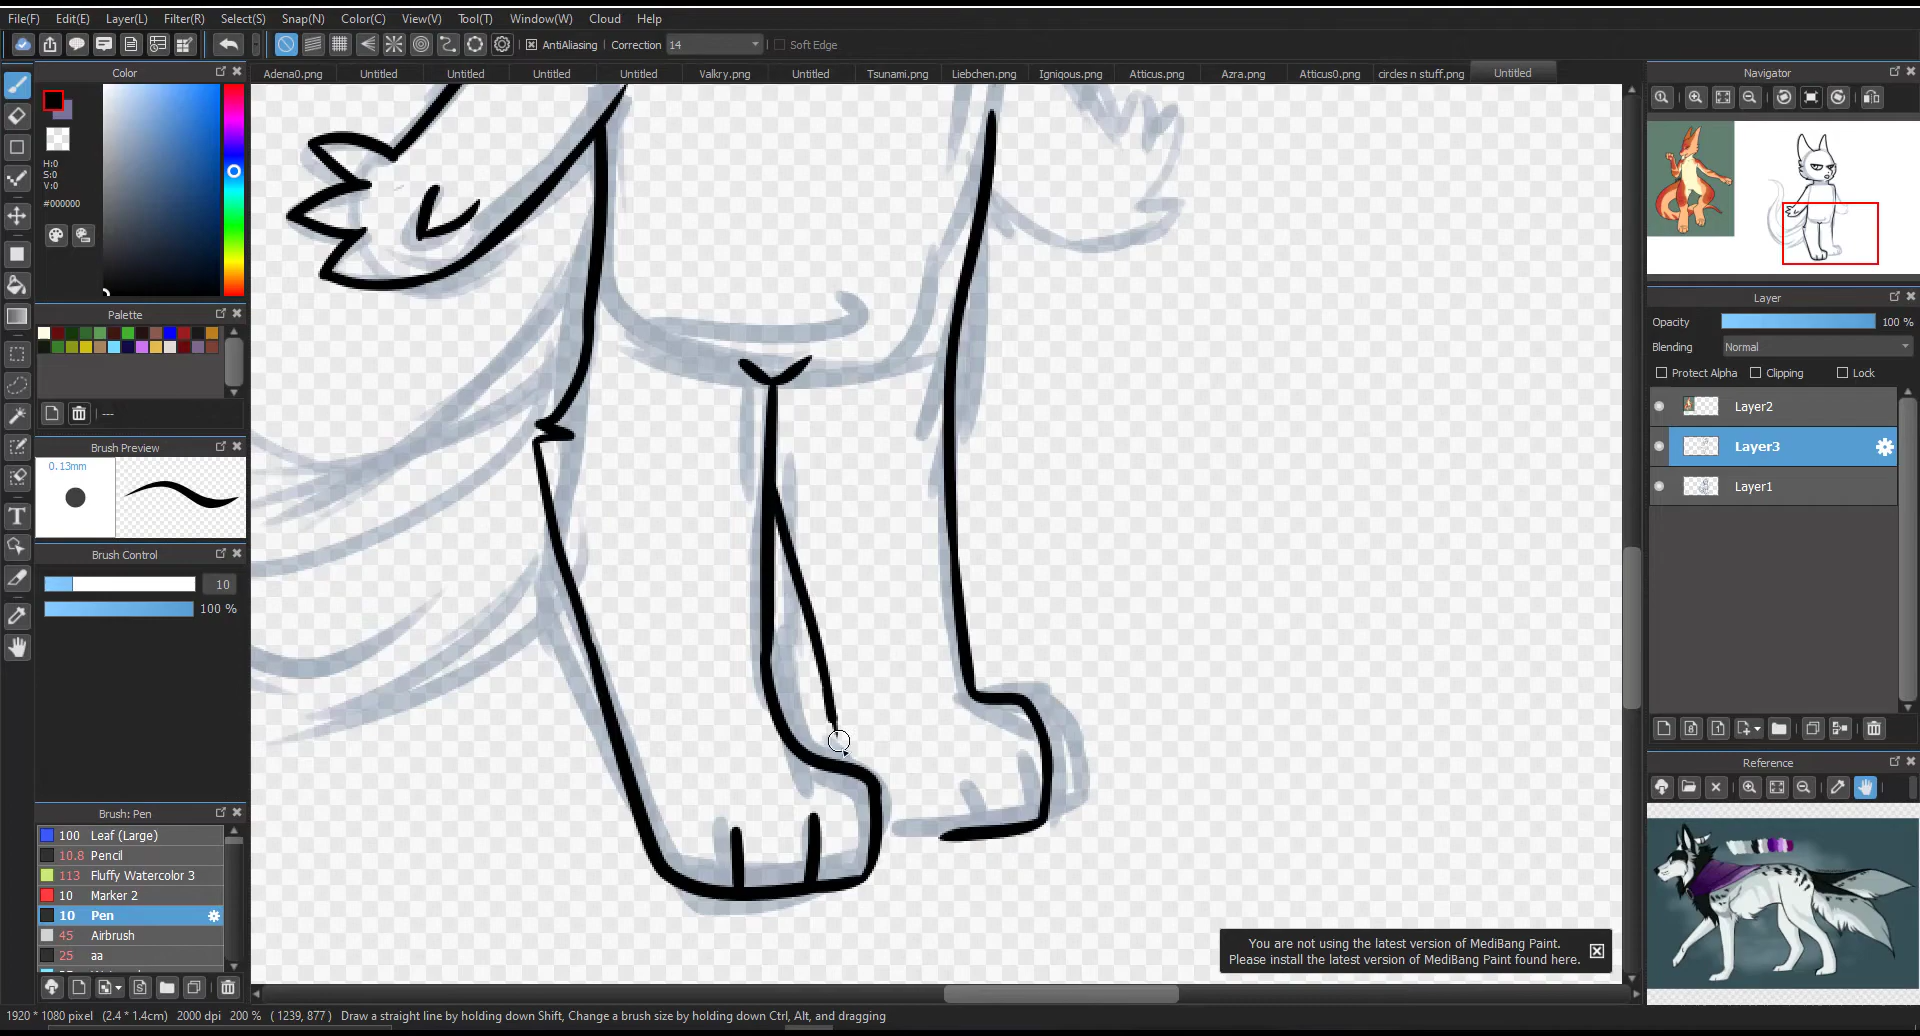 File(F) Edit(E) Layer(L) Filter(R) Select(S) Snap(N) Color(C) View(V) Tool(T) Window(W) Cloud Help
AntiAliasing Correction 14 Soft Edge
Color
Adena0.png Untitled Untitled Untitled Untitled Valkry.png Untitled Tsunami.png Liebchen.png Igniqous.png Atticus.png Azra.png Atticus0.png circles n stuff.png Untitled
Navigator
H:0
S:0
V:0
#000000
Palette
---
Brush Preview
0.13mm
Brush Control
10
100 %
Brush: Pen
100 Leaf (Large)
10.8 Pencil
113 Fluffy Watercolor 3
10 Marker 2
10 Pen
45 Airbrush
25 aa
Layer
Opacity 100 %
Blending Normal
Protect Alpha Clipping Lock
Layer2
Layer3
Layer1
Reference
You are not using the latest version of MediBang Paint.
Please install the latest version of MediBang Paint found here.
1920 * 1080 pixel (2.4 * 1.4cm) 2000 dpi 200 % ( 1239, 877 ) Draw a straight line by holding down Shift, Change a brush size by holding down Ctrl, Alt, and dragging